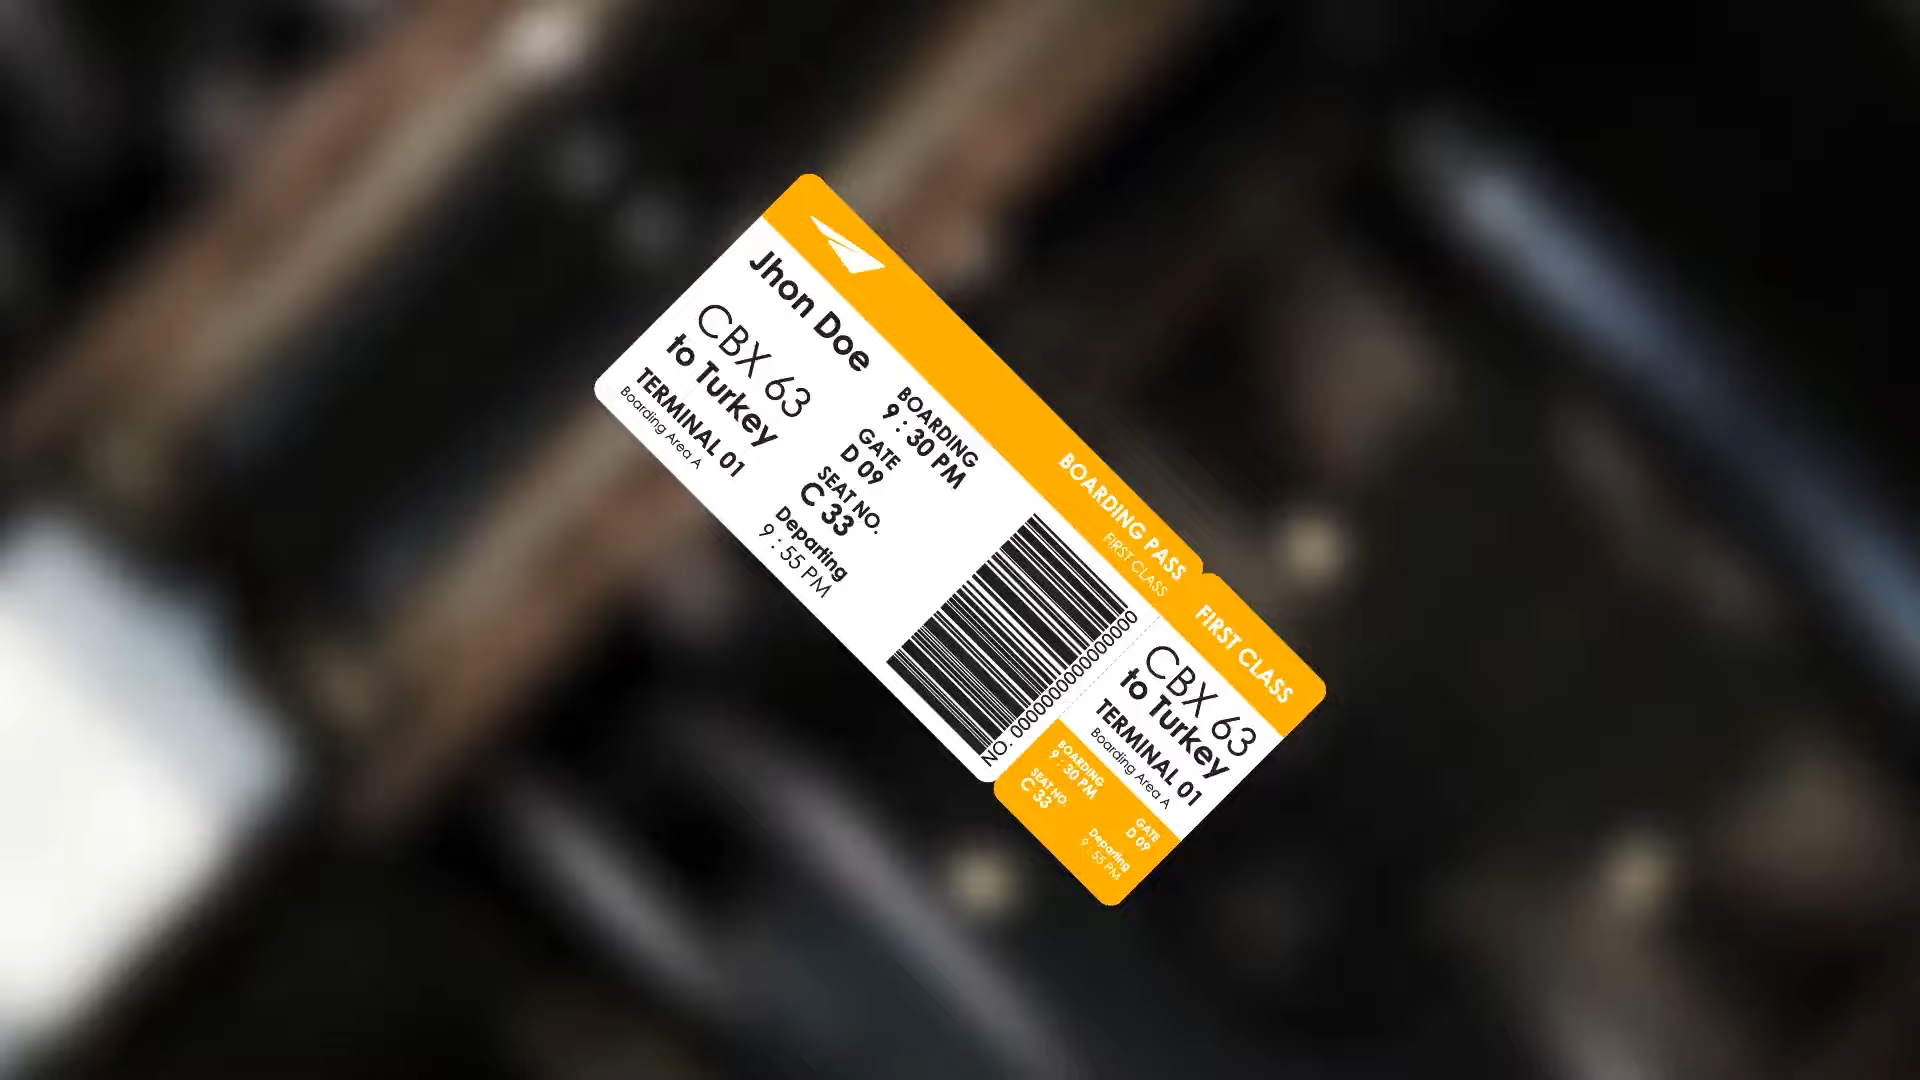 BOARDING PASS
FIRST CLASS
Jhon Doe
CBX 63
to Turkey
TERMINAL 01
Boarding Area A
BOARDING
9 : 30 PM
GATE
D 09
SEAT NO.
C 33
Departing
9 : 55 PM
NO. 0000000000000000
FIRST CLASS
CBX 63
to Turkey
TERMINAL 01
Boarding Area A
BOARDING
9 : 30 PM
SEAT NO.
C 33
GATE
D 09
Departing
9 : 55 PM